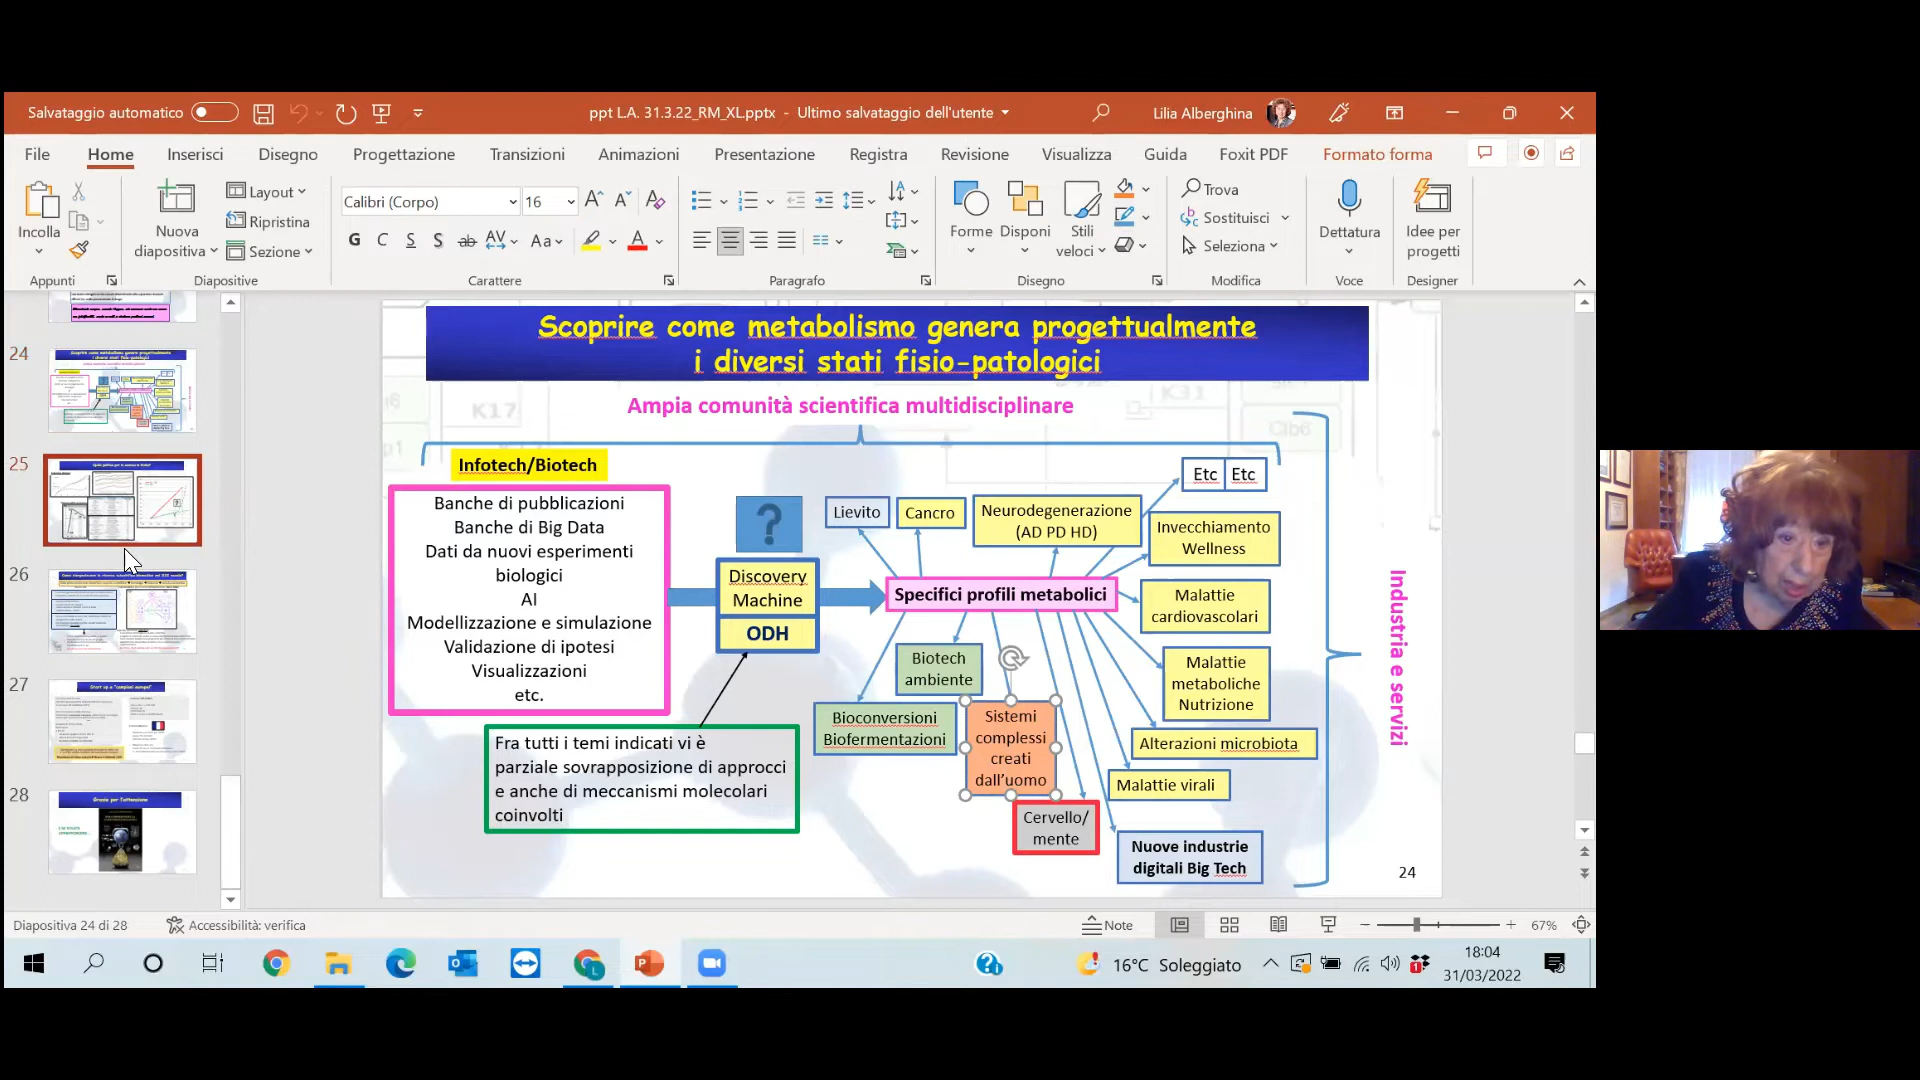 Salvataggio automatico
ppt L.A. 31.3.22_RM_XL.pptx - Ultimo salvataggio dell'utente
Lilia Alberghina
File
Home
Inserisci
Disegno
Progettazione
Transizioni
Animazioni
Presentazione
Registra
Revisione
Visualizza
Guida
Foxit PDF
Formato forma
Incolla
Nuova
diapositiva
Layout
Ripristina
Sezione
Calibri (Corpo)
16
G C S S ab AV Aa A
Forme
Disponi
Stili
veloci
Trova
Sostituisci
Seleziona
Dettatura
Idee per
progetti
Appunti
Diapositive
Carattere
Paragrafo
Disegno
Modifica
Voce
Designer
24
25
26
27
28
Scoprire come metabolismo genera progettualmente
i diversi stati fisio-patologici
Ampia comunità scientifica multidisciplinare
K17
K31
Clb6
Infotech/Biotech
Banche di pubblicazioni
Banche di Big Data
Dati da nuovi esperimenti
biologici
AI
Modellizzazione e simulazione
Validazione di ipotesi
Visualizzazioni
etc.
?
Discovery
Machine
ODH
Fra tutti i temi indicati vi è
parziale sovrapposizione di approcci
e anche di meccanismi molecolari
coinvolti
Lievito
Cancro
Neurodegenerazione
(AD PD HD)
Etc
Etc
Invecchiamento
Wellness
Specifici profili metabolici
Malattie
cardiovascolari
Biotech
ambiente
Malattie
metaboliche
Nutrizione
Bioconversioni
Biofermentazioni
Sistemi
complessi
creati
dall'uomo
Alterazioni microbiota
Malattie virali
Cervello/
mente
Nuove industrie
digitali Big Tech
Industria e servizi
24
Diapositiva 24 di 28
Accessibilità: verifica
Note
67%
16°C Soleggiato
18:04
31/03/2022